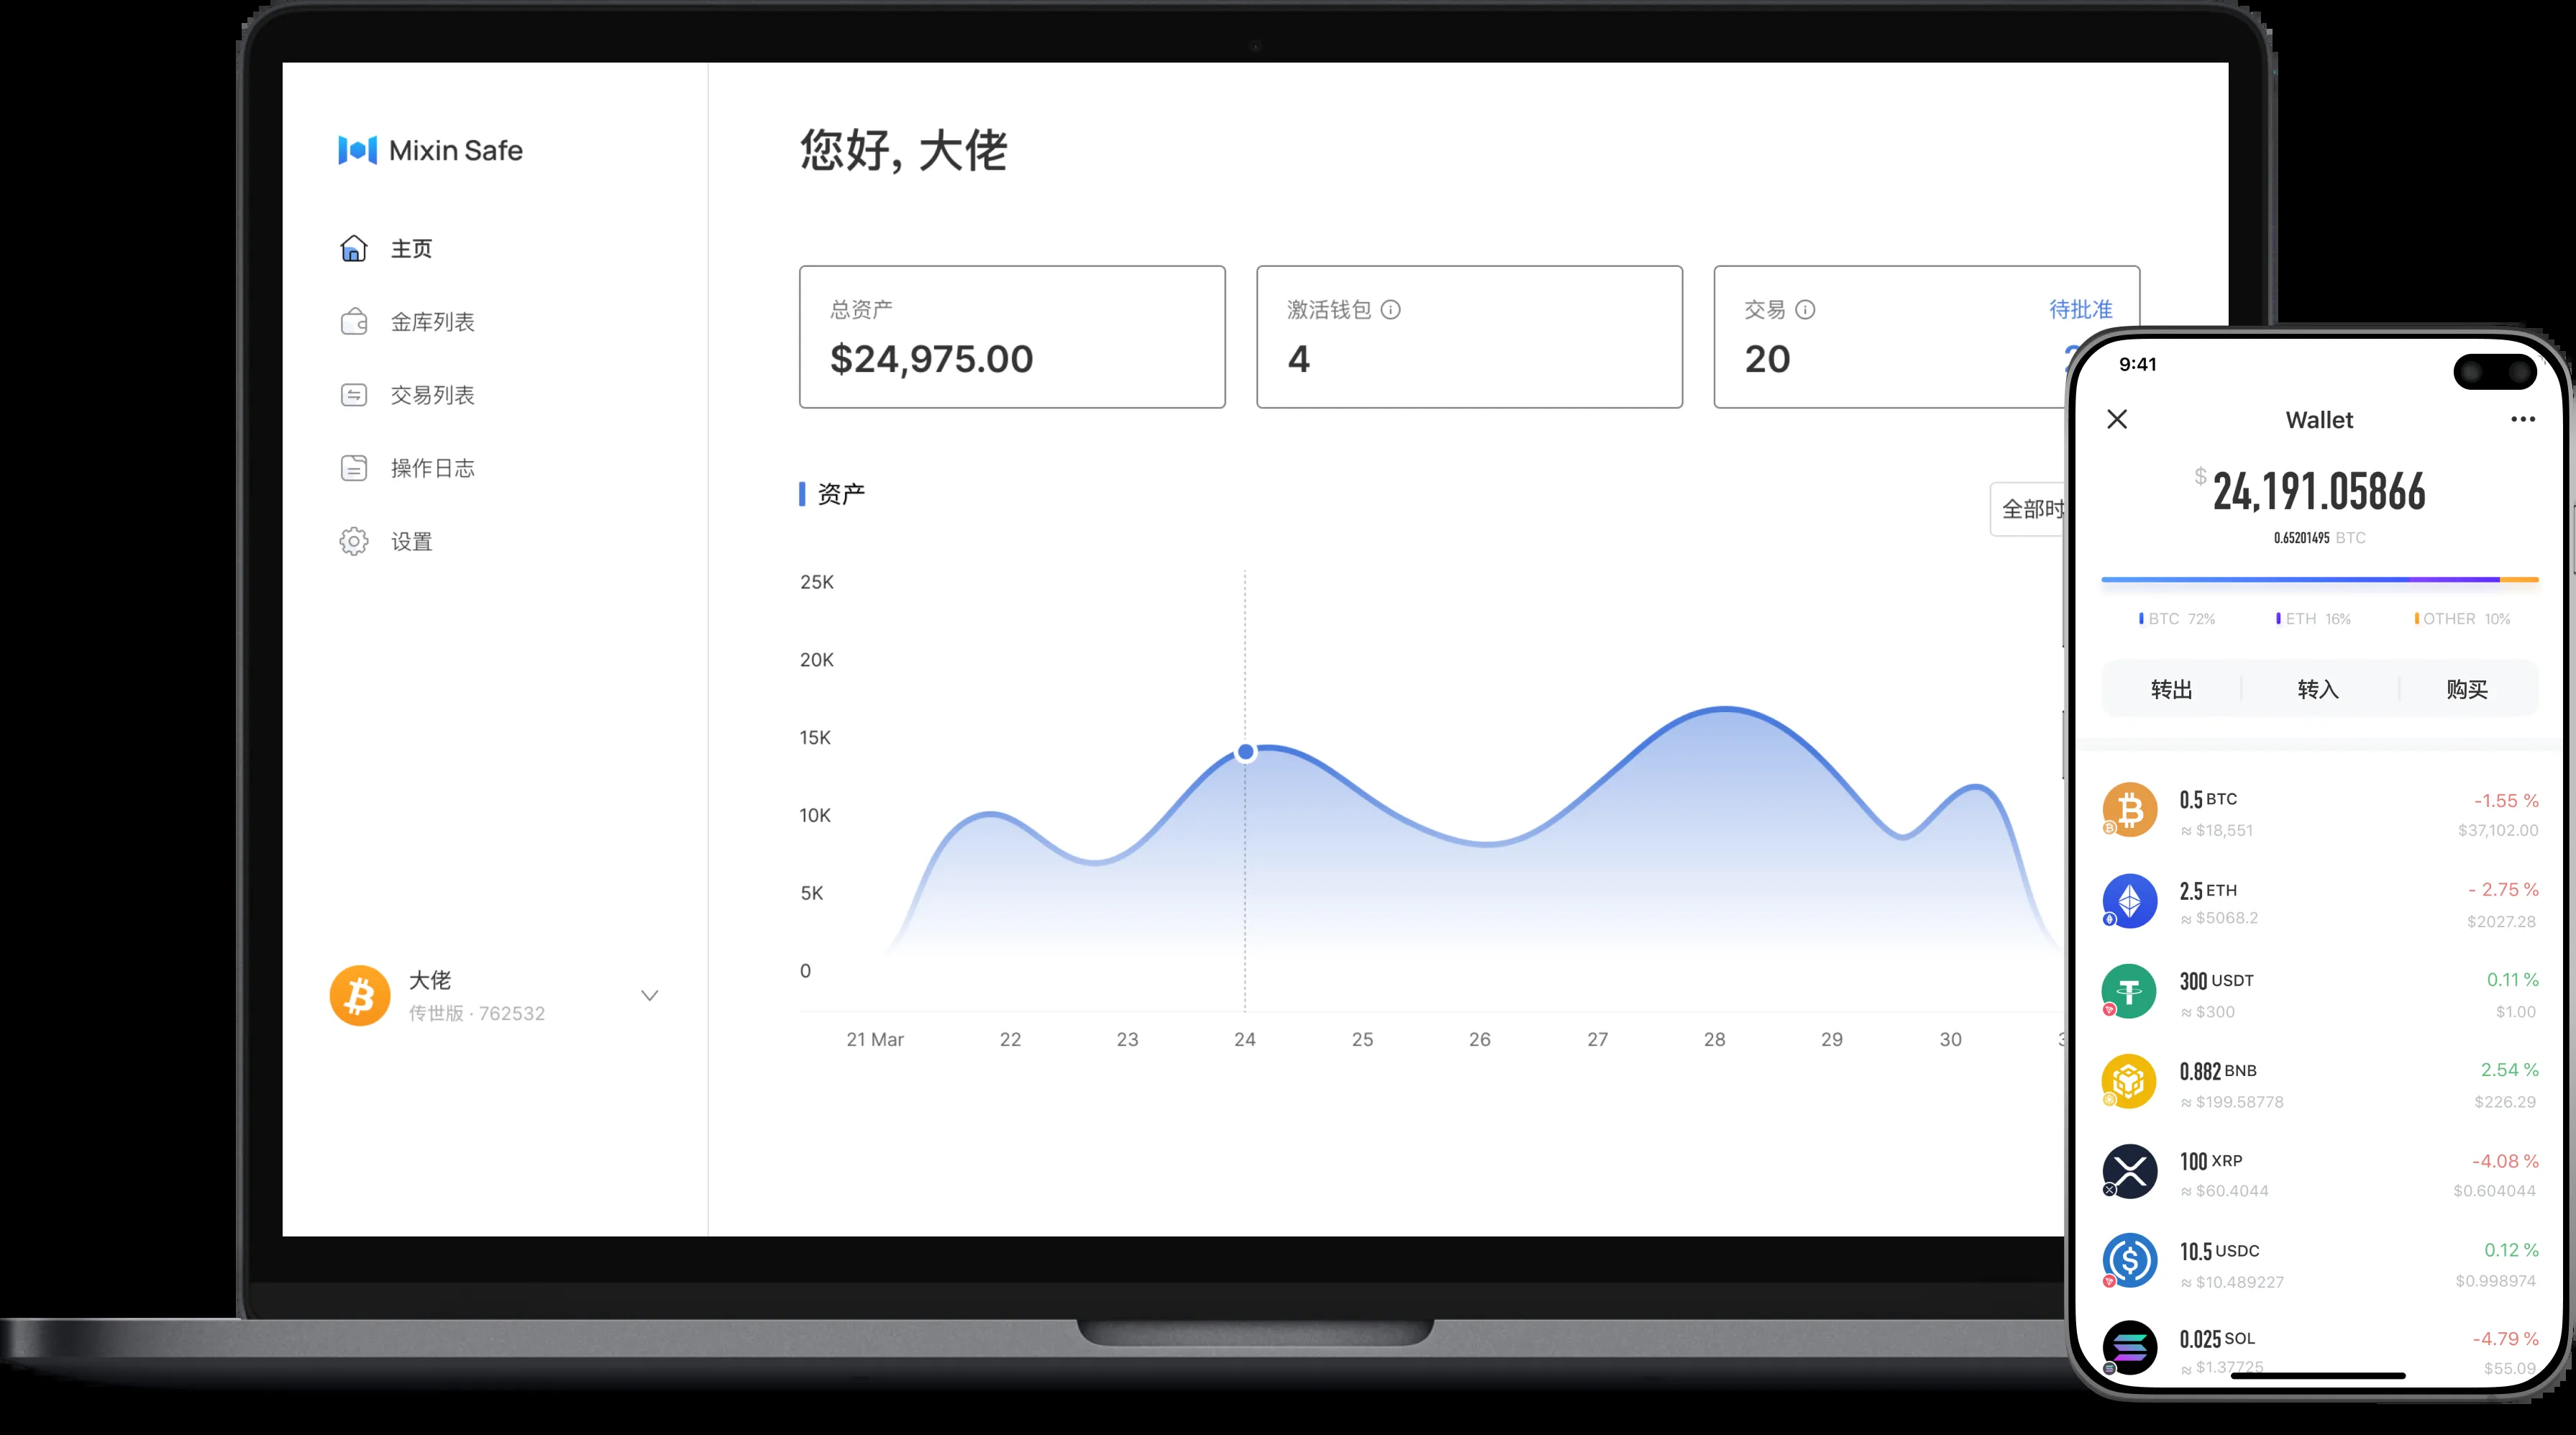 Mixin Safe
主页
金库列表
交易列表
操作日志
设置
大佬
传世版 · 762532
您好, 大佬
总资产
$24,975.00
激活钱包
4
交易 待批准
20
资产
全部时
25K
20K
15K
10K
5K
0
21 Mar 22 23 24 25 26 27 28 29 30
9:41
Wallet
$ 24,191.05866
0.65201495 BTC
BTC 72% ETH 16% OTHER 10%
转出 转入 购买
0.5 BTC -1.55 %
≈ $18,551 $37,102.00
2.5 ETH - 2.75 %
≈ $5068.2 $2027.28
300 USDT 0.11 %
≈ $300 $1.00
0.882 BNB 2.54 %
≈ $199.58778 $226.29
100 XRP -4.08 %
≈ $60.4044 $0.604044
10.5 USDC 0.12 %
≈ $10.489227 $0.998974
0.025 SOL -4.79 %
≈ $1.37725 $55.09